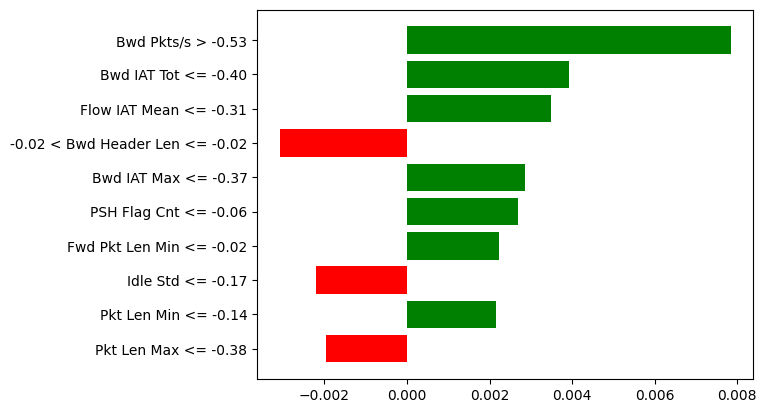 Bwd Pkts/s > -0.53
Bwd IAT Tot <= -0.40
Flow IAT Mean <= -0.31
-0.02 < Bwd Header Len <= -0.02
Bwd IAT Max <= -0.37
PSH Flag Cnt <= -0.06
Fwd Pkt Len Min <= -0.02
Idle Std <= -0.17
Pkt Len Min <= -0.14
Pkt Len Max <= -0.38
−0.002 0.000 0.002 0.004 0.006 0.008